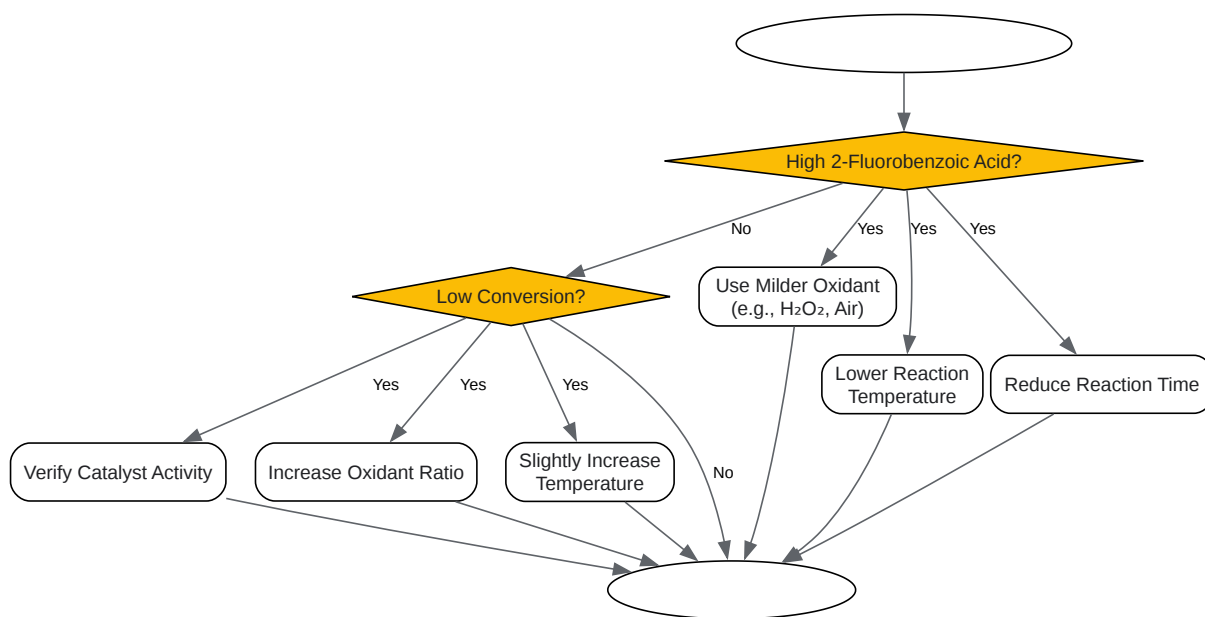 High 2-Fluorobenzoic Acid?
No
Yes
Yes
Yes
Low Conversion?
Use Milder Oxidant
(e.g., H₂O₂, Air)
Lower Reaction
Temperature
Reduce Reaction Time
Yes
Yes
Yes
No
Verify Catalyst Activity
Increase Oxidant Ratio
Slightly Increase
Temperature